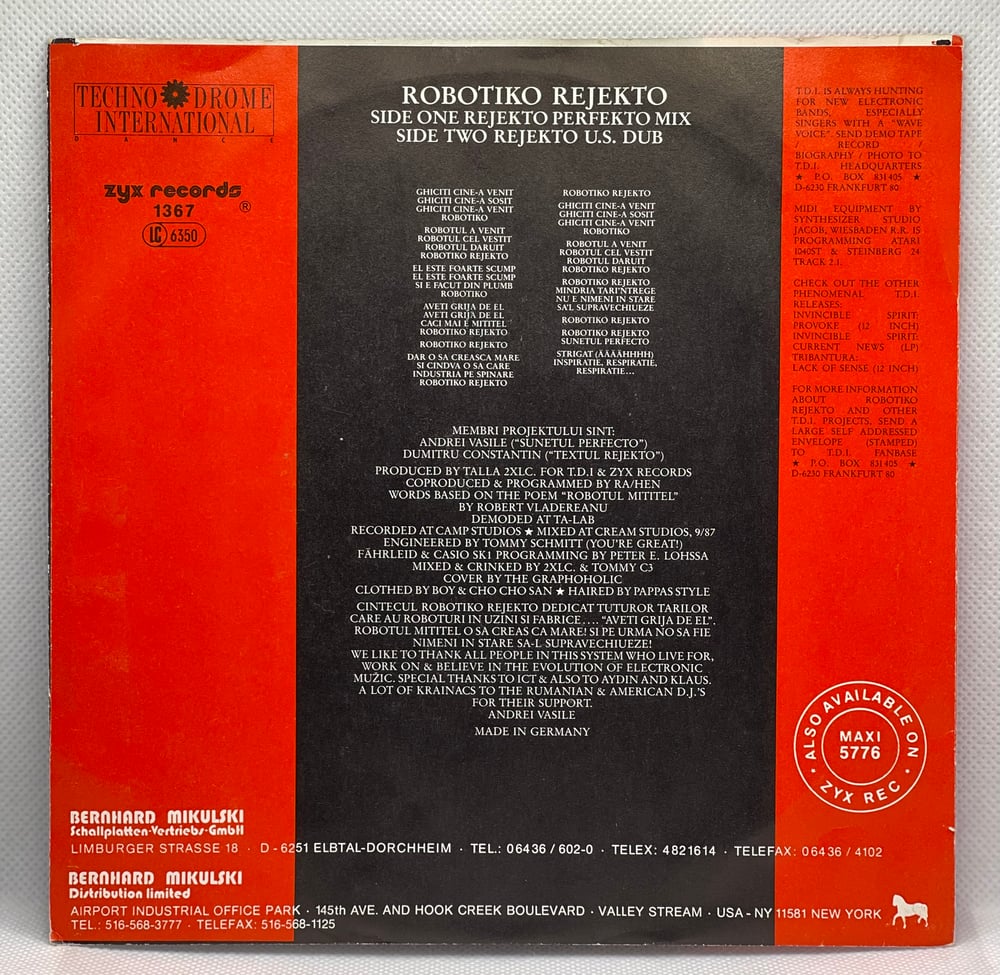 TECHNO DROME
INTERNATIONAL
D A N C E
zyx records
1367 ®
LC 6350
ROBOTIKO REJEKTO
SIDE ONE REJEKTO PERFEKTO MIX
SIDE TWO REJEKTO U.S. DUB
GHICITI CINE-A VENIT
GHICITI CINE-A SOSIT
GHICITI CINE-A VENIT
ROBOTIKO
ROBOTUL A VENIT
ROBOTUL CEL VESTIT
ROBOTUL DARUIT
ROBOTIKO REJEKTO
EL ESTE FOARTE SCUMP
EL ESTE FOARTE SCUMP
SI E FACUT DIN PLUMB
ROBOTIKO
AVETI GRIJA DE EL
AVETI GRIJA DE EL
CACI MAI E MITITEL
ROBOTIKO REJEKTO
ROBOTIKO REJEKTO
DAR O SA CREASCA MARE
SI CINDVA O SA CARE
INDUSTRIA PE SPINARE
ROBOTIKO REJEKTO
ROBOTIKO REJEKTO
GHICITI CINE-A VENIT
GHICITI CINE-A SOSIT
GHICITI CINE-A VENIT
ROBOTIKO
ROBOTUL A VENIT
ROBOTUL CEL VESTIT
ROBOTUL DARUIT
ROBOTIKO REJEKTO
ROBOTIKO REJEKTO
MINDRIA TARI'NTREGE
NU E NIMENI IN STARE
SA'L SUPRAVECHIUEZE
ROBOTIKO REJEKTO
ROBOTIKO REJEKTO
SUNETUL PERFECTO
STRIGAT (ÄÄÄÄHHHH)
INSPIRATIE, RESPIRATIE,
RESPIRATIE...
MEMBRI PROJEKTULUI SINT:
ANDREI VASILE ("SUNETUL PERFECTO")
DUMITRU CONSTANTIN ("TEXTUL REJEKTO")
PRODUCED BY TALLA 2XLC. FOR T.D.I & ZYX RECORDS
COPRODUCED & PROGRAMMED BY RA/HEN
WORDS BASED ON THE POEM "ROBOTUL MITITEL"
BY ROBERT VLADEREANU
DEMODED AT TA-LAB
RECORDED AT CAMP STUDIOS ★ MIXED AT CREAM STUDIOS, 9/87
ENGINEERED BY TOMMY SCHMITT (YOU'RE GREAT!)
FÄHRLEID & CASIO SK1 PROGRAMMING BY PETER E. LOHSSA
MIXED & CRINKED BY 2XLC. & TOMMY C3
COVER BY THE GRAPHOHOLIC
CLOTHED BY BOY & CHO CHO SAN ★ HAIRED BY PAPPAS STYLE
CINTECUL ROBOTIKO REJEKTO DEDICAT TUTUROR TARILOR
CARE AU ROBOTURI IN UZINI SI FABRICE.... "AVETI GRIJA DE EL".
ROBOTUL MITITEL O SA CREAS CA MARE! SI PE URMA NO SA FIE
NIMENI IN STARE SA-L SUPRAVECHIUEZE!
WE LIKE TO THANK ALL PEOPLE IN THIS SYSTEM WHO LIVE FOR,
WORK ON & BELIEVE IN THE EVOLUTION OF ELECTRONIC
MUŽIC. SPECIAL THANKS TO ICT & ALSO TO AYDIN AND KLAUS.
A LOT OF KRAINACS TO THE RUMANIAN & AMERICAN D.J.'S
FOR THEIR SUPPORT.
ANDREI VASILE
MADE IN GERMANY
T.D.I. IS ALWAYS HUNTING
FOR NEW ELECTRONIC
BANDS, ESPECIALLY
SINGERS WITH A "WAVE
VOICE". SEND DEMO TAPE
/ RECORD /
BIOGRAPHY / PHOTO TO
T.D.I. HEADQUARTERS
★ P.O. BOX 831405 ★
D-6230 FRANKFURT 80
MIDI EQUIPMENT BY
SYNTHESIZER STUDIO
JACOB, WIESBADEN R.R. IS
PROGRAMMING ATARI
1040ST & STEINBERG 24
TRACK 2.1.
CHECK OUT THE OTHER
PHENOMENAL T.D.I.
RELEASES:
INVINCIBLE SPIRIT:
PROVOKE (12 INCH)
INVINCIBLE SPIRIT:
CURRENT NEWS (LP)
TRIBANTURA:
LACK OF SENSE (12 INCH)
FOR MORE INFORMATION
ABOUT ROBOTIKO
REJEKTO AND OTHER
T.D.I. PROJECTS, SEND A
LARGE SELF ADDRESSED
ENVELOPE (STAMPED)
TO T.D.I. FANBASE
★ P.O. BOX 831405 ★
D-6230 FRANKFURT 80
ALSO AVAILABLE ON
MAXI
5776
ZYX REC
BERNHARD MIKULSKI
Schallplatten-Vertriebs-GmbH
LIMBURGER STRASSE 18 · D-6251 ELBTAL-DORCHHEIM · TEL.: 06436/602-0 · TELEX: 4821614 · TELEFAX: 06436/4102
BERNHARD MIKULSKI
Distribution limited
AIRPORT INDUSTRIAL OFFICE PARK · 145th AVE. AND HOOK CREEK BOULEVARD · VALLEY STREAM · USA-NY 11581 NEW YORK
TEL.: 516-568-3777 · TELEFAX: 516-568-1125